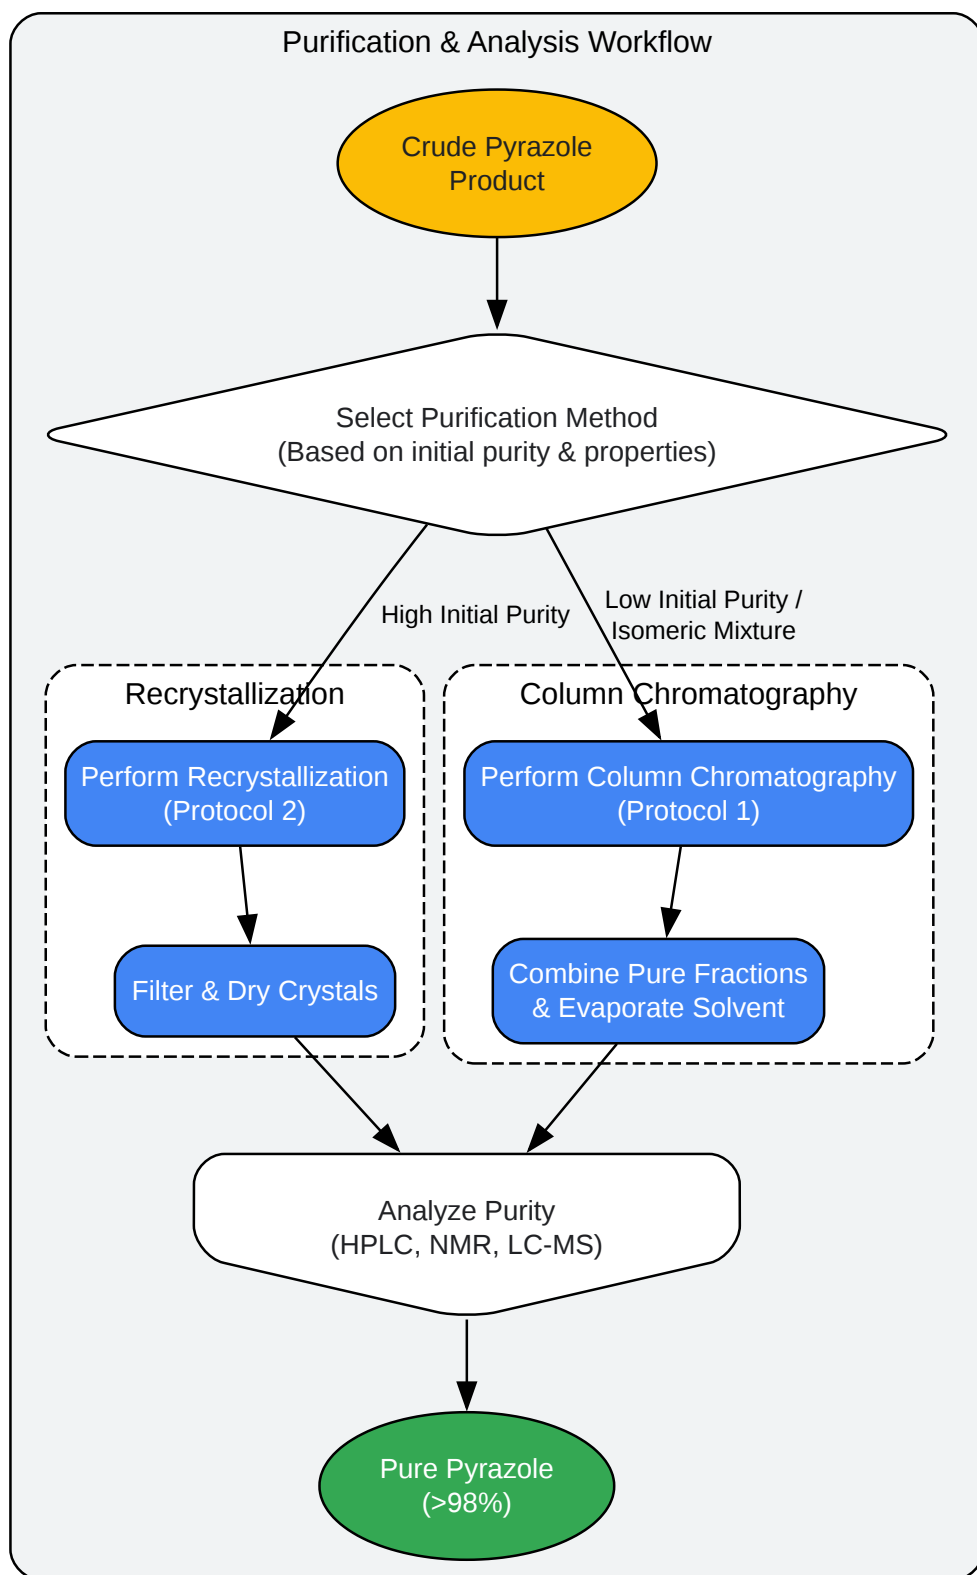 Purification & Analysis Workflow
Crude Pyrazole
Product
Select Purification Method
(Based on initial purity & properties)
High Initial Purity
Low Initial Purity /
Isomeric Mixture
Recrystallization
Perform Recrystallization
(Protocol 2)
Filter & Dry Crystals
Column Chromatography
Perform Column Chromatography
(Protocol 1)
Combine Pure Fractions
& Evaporate Solvent
Analyze Purity
(HPLC, NMR, LC-MS)
Pure Pyrazole
(>98%)